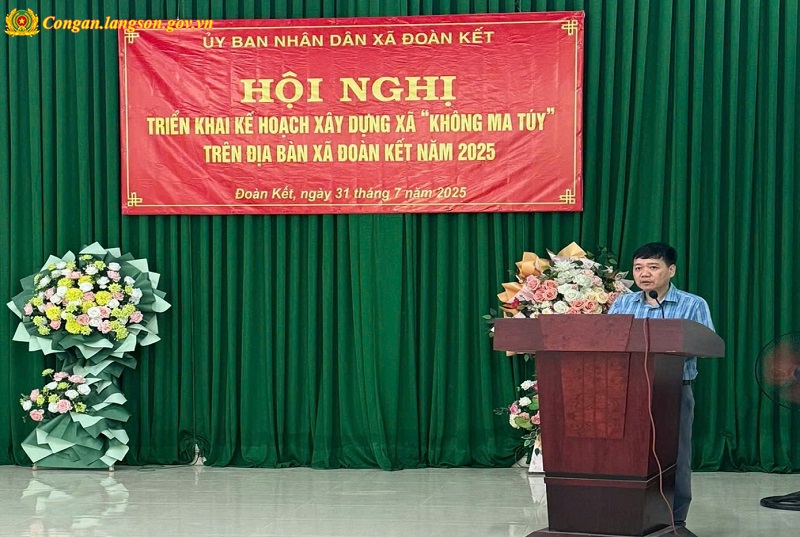 Congan.langson.gov.vn
ỦY BAN NHÂN DÂN XÃ ĐOÀN KẾT
HỘI NGHỊ
TRIỂN KHAI KẾ HOẠCH XÂY DỰNG XÃ “KHÔNG MA TÚY”
TRÊN ĐỊA BÀN XÃ ĐOÀN KẾT NĂM 2025
Đoàn Kết, ngày 31 tháng 7 năm 2025